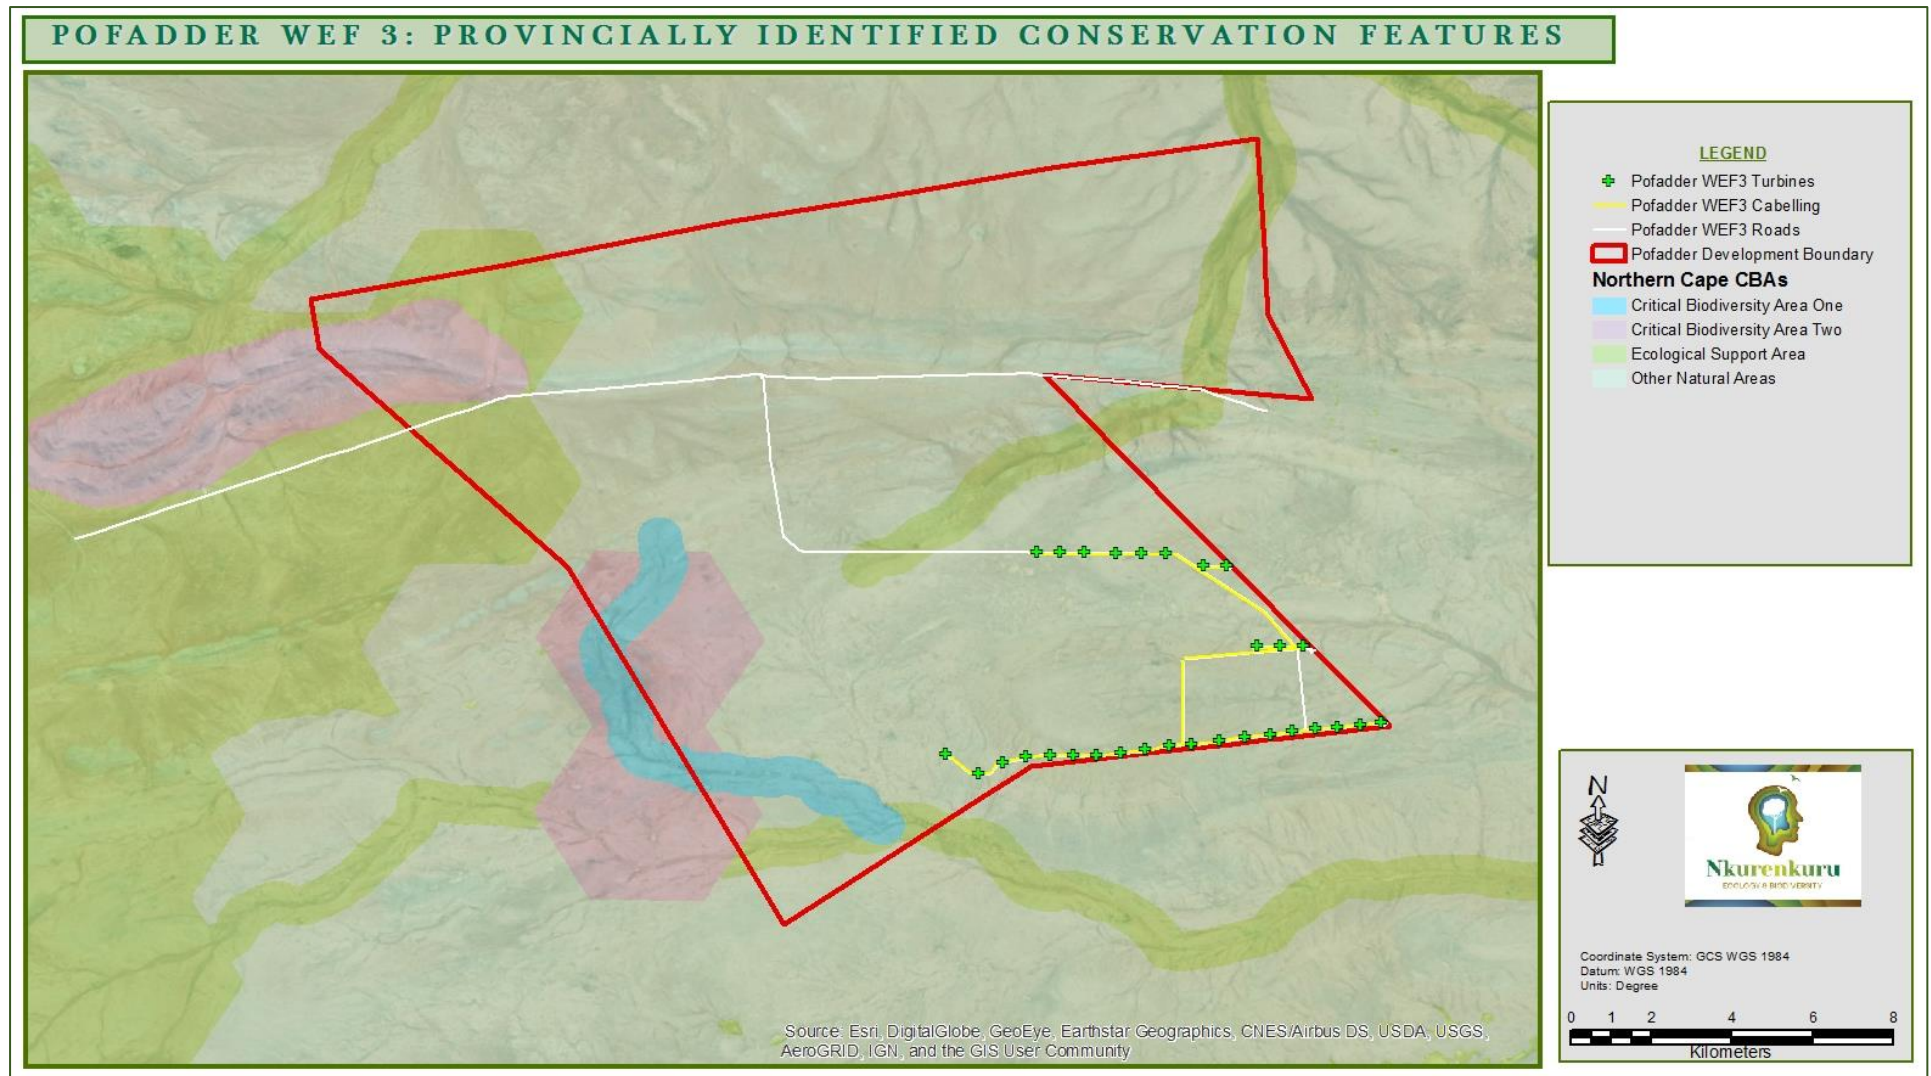 POFADDER WEF 3: PROVINCIALLY IDENTIFIED CONSERVATION FEATURES
LEGEND
Pofadder WEF3 Turbines
Pofadder WEF3 Cabelling
Pofadder WEF3 Roads
Pofadder Development Boundary
Northern Cape CBAs
Critical Biodiversity Area One
Critical Biodiversity Area Two
Ecological Support Area
Other Natural Areas
N
Nkurenkuru
ECOLOGY & BIODIVERSITY
Coordinate System: GCS WGS 1984
Datum: WGS 1984
Units: Degree
0 1 2 4 6 8
Kilometers
Source: Esri, DigitalGlobe, GeoEye, Earthstar Geographics, CNES/Airbus DS, USDA, USGS,
AeroGRID, IGN, and the GIS User Community